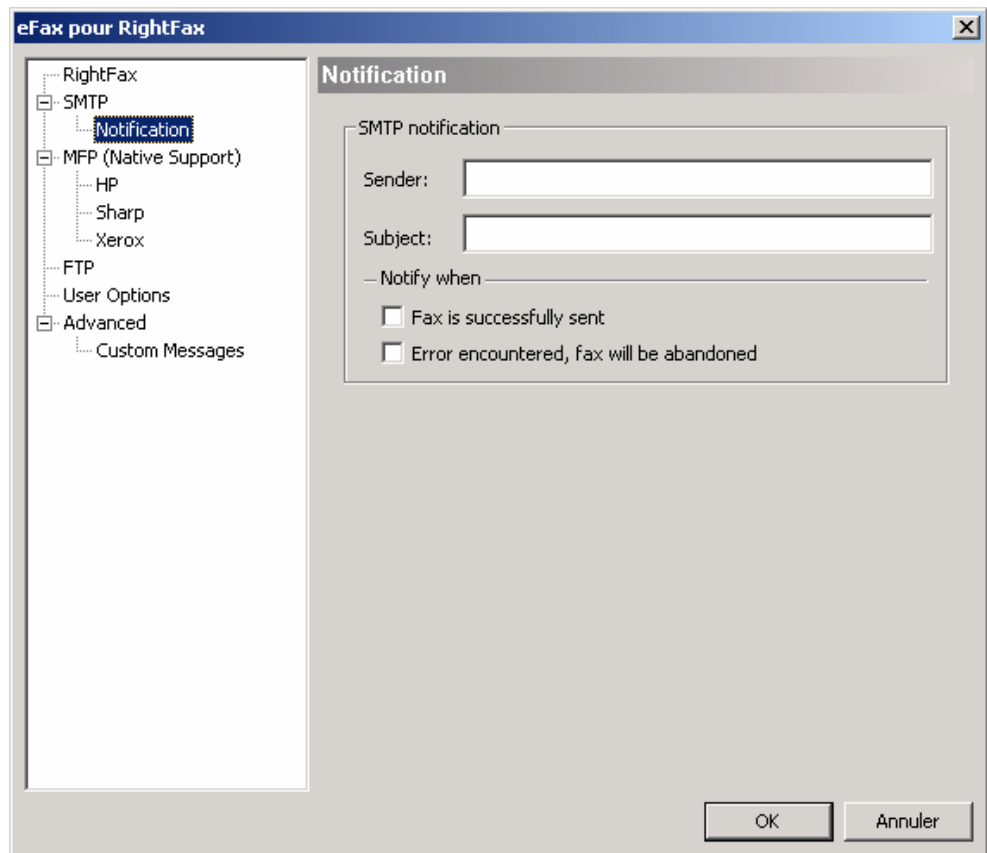 eFax pour RightFax
RightFax
SMTP
Notification
MFP (Native Support)
HP
Sharp
Xerox
FTP
User Options
Advanced
Custom Messages
Notification
SMTP notification
Sender:
Subject:
Notify when
Fax is successfully sent
Error encountered, fax will be abandoned
OK
Annuler